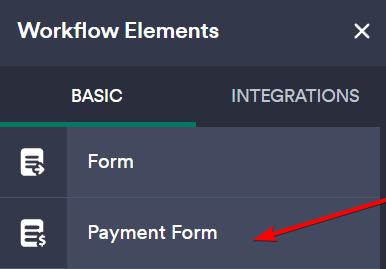 Workflow Elements
BASIC
INTEGRATIONS
Form
Payment Form